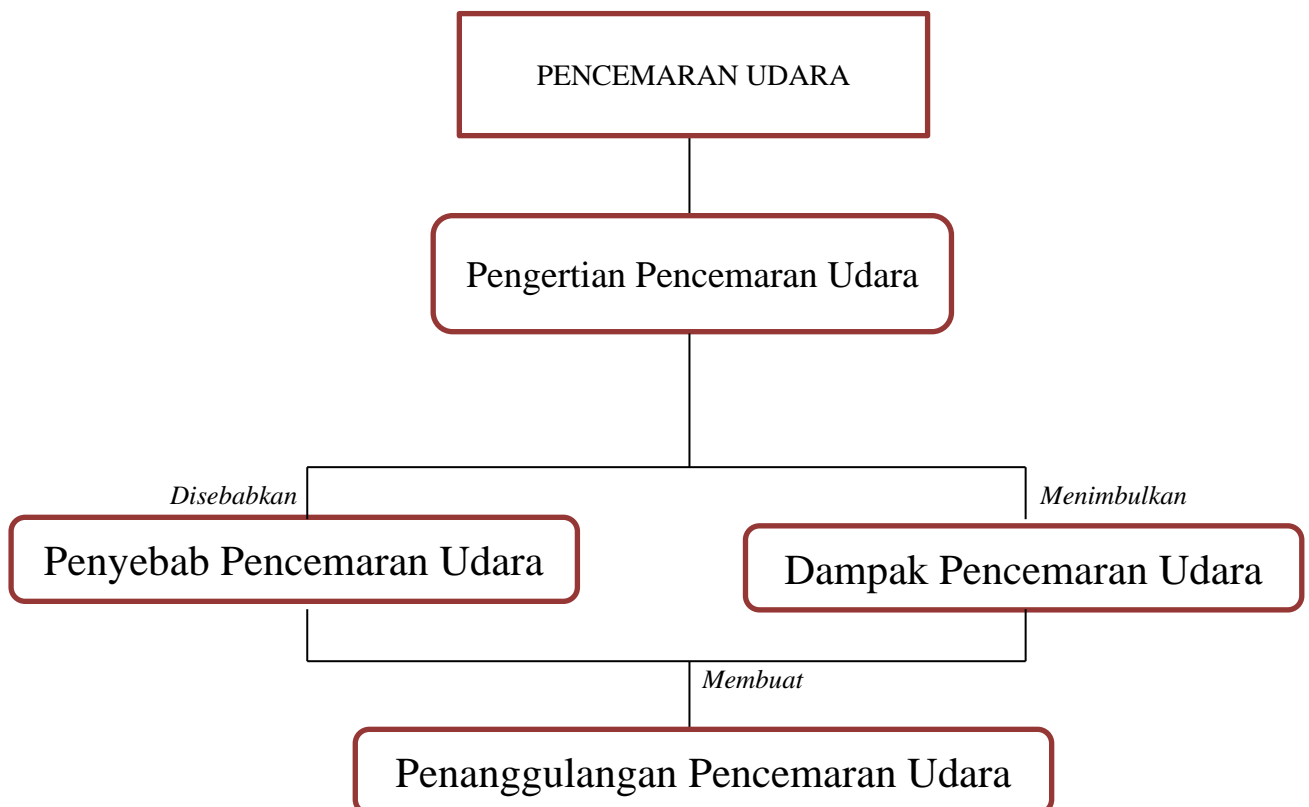 PENCEMARAN UDARA
Pengertian Pencemaran Udara
Disebabkan
Menimbulkan
Penyebab Pencemaran Udara
Dampak Pencemaran Udara
Membuat
Penanggulangan Pencemaran Udara